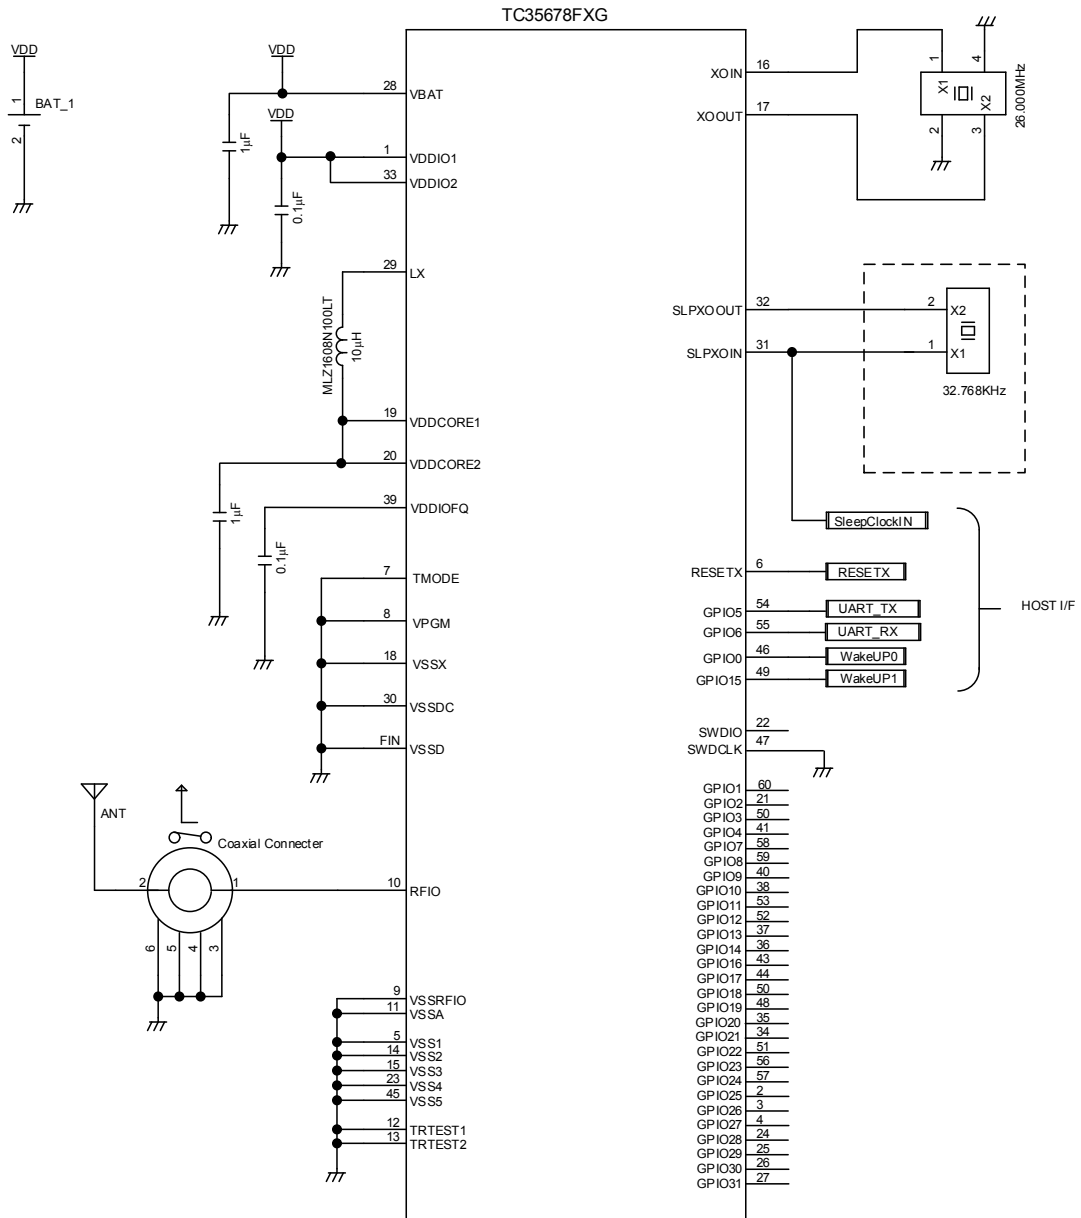 TC35678FXG
VDD
1
BAT_1
2
VDD
28
VBAT
1µF
VDD
1
VDDIO1
33
VDDIO2
0.1µF
29
LX
MLZ1608N100LT
10µH
19
VDDCORE1
20
VDDCORE2
1µF
39
VDDIOFQ
0.1µF
7
TMODE
8
VPGM
18
VSSX
30
VSSDC
FIN
VSSD
ANT
Coaxial Connecter
2
1
10
RFIO
6
5
4
3
9
VSSRFIO
11
VSSA
5
VSS1
14
VSS2
15
VSS3
23
VSS4
45
VSS5
12
TRTEST1
13
TRTEST2
XOIN
16
XOOUT
17
1
4
X1
X2
2
3
26.000MHz
SLPXOOUT
32
2
X2
SLPXOIN
31
1
X1
32.768KHz
SleepClockIN
RESETX
6
RESETX
GPIO5
54
UART_TX
GPIO6
55
UART_RX
GPIO0
46
WakeUP0
GPIO15
49
WakeUP1
HOST I/F
SWDIO
22
SWDCLK
47
GPIO1
60
GPIO2
21
GPIO3
50
GPIO4
41
GPIO7
58
GPIO8
59
GPIO9
40
GPIO10
38
GPIO11
53
GPIO12
52
GPIO13
37
GPIO14
36
GPIO16
43
GPIO17
44
GPIO18
50
GPIO19
48
GPIO20
35
GPIO21
34
GPIO22
51
GPIO23
56
GPIO24
57
GPIO25
2
GPIO26
3
GPIO27
4
GPIO28
24
GPIO29
25
GPIO30
26
GPIO31
27